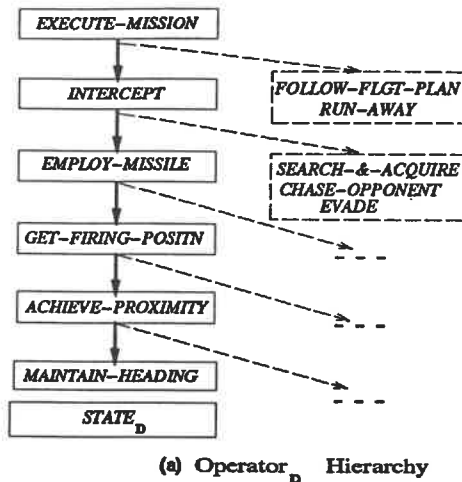 EXECUTE-MISSION
INTERCEPT
FOLLOW-FLGT-PLAN
RUN-AWAY
EMPLOY-MISSILE
SEARCH-&-ACQUIRE
CHASE-OPPONENT
EVADE
GET-FIRING-POSITN
- - -
ACHIEVE-PROXIMITY
- - -
MAINTAIN-HEADING
- - -
STATE D
(a) Operator D Hierarchy